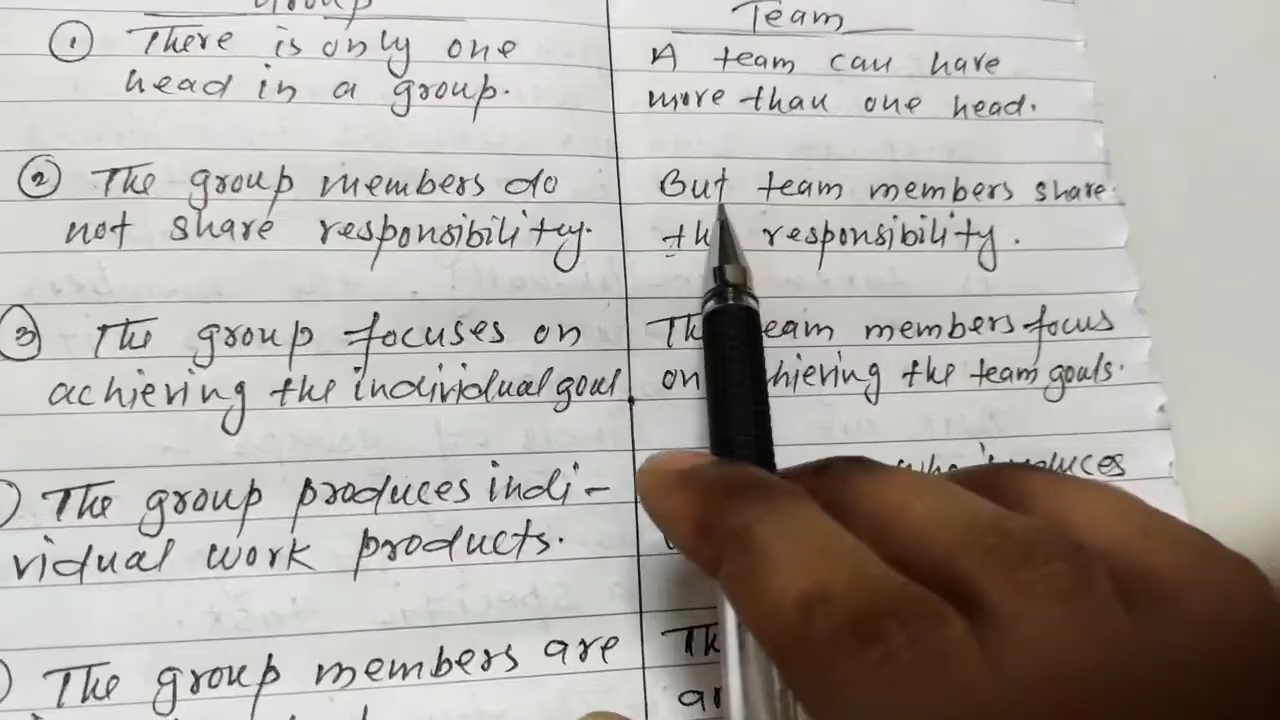 Group
① There is only one
head in a group.
② The group members do
not share responsibility.
③ The group focuses on
achieving the individual goal
The group produces indi-
vidual work products.
The group members are
Team
A team can have
more than one head.
But team members share
the responsibility.
The team members focus
on achieving the team goals.